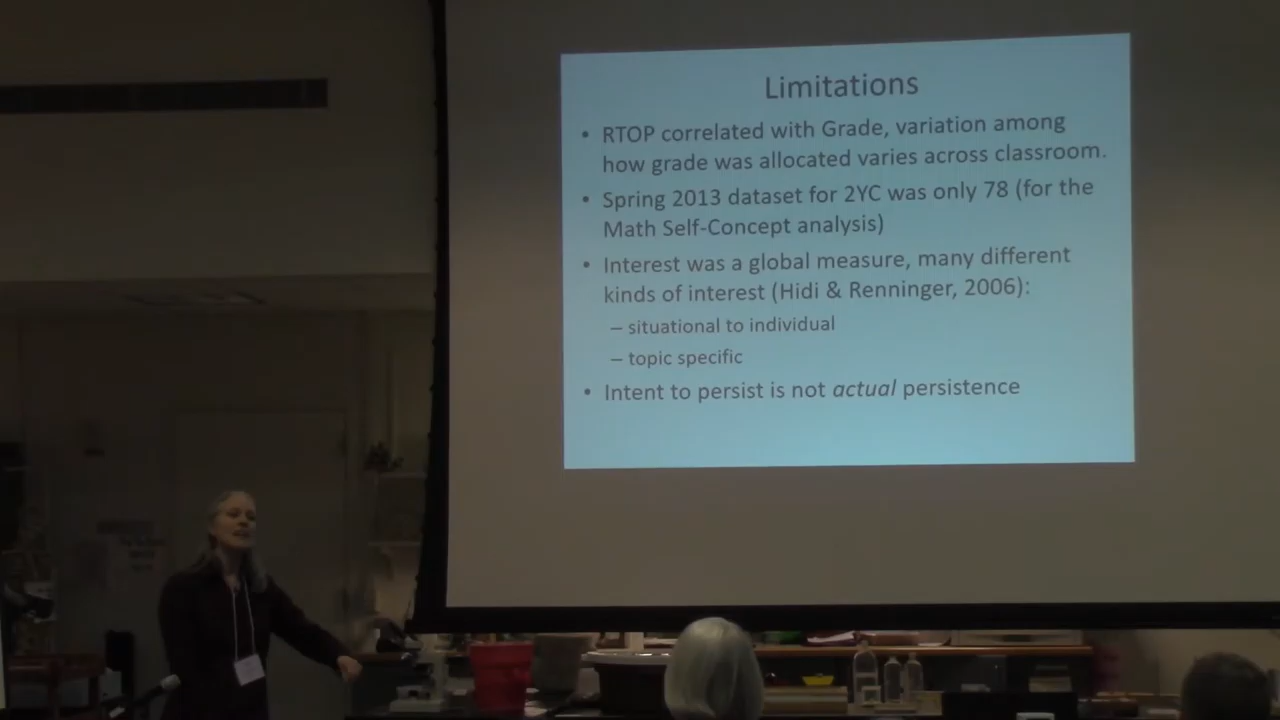 Limitations
• RTOP correlated with Grade, variation among
how grade was allocated varies across classroom.
• Spring 2013 dataset for 2YC was only 78 (for the
Math Self-Concept analysis)
• Interest was a global measure, many different
kinds of interest (Hidi & Renninger, 2006):
– situational to individual
– topic specific
• Intent to persist is not actual persistence